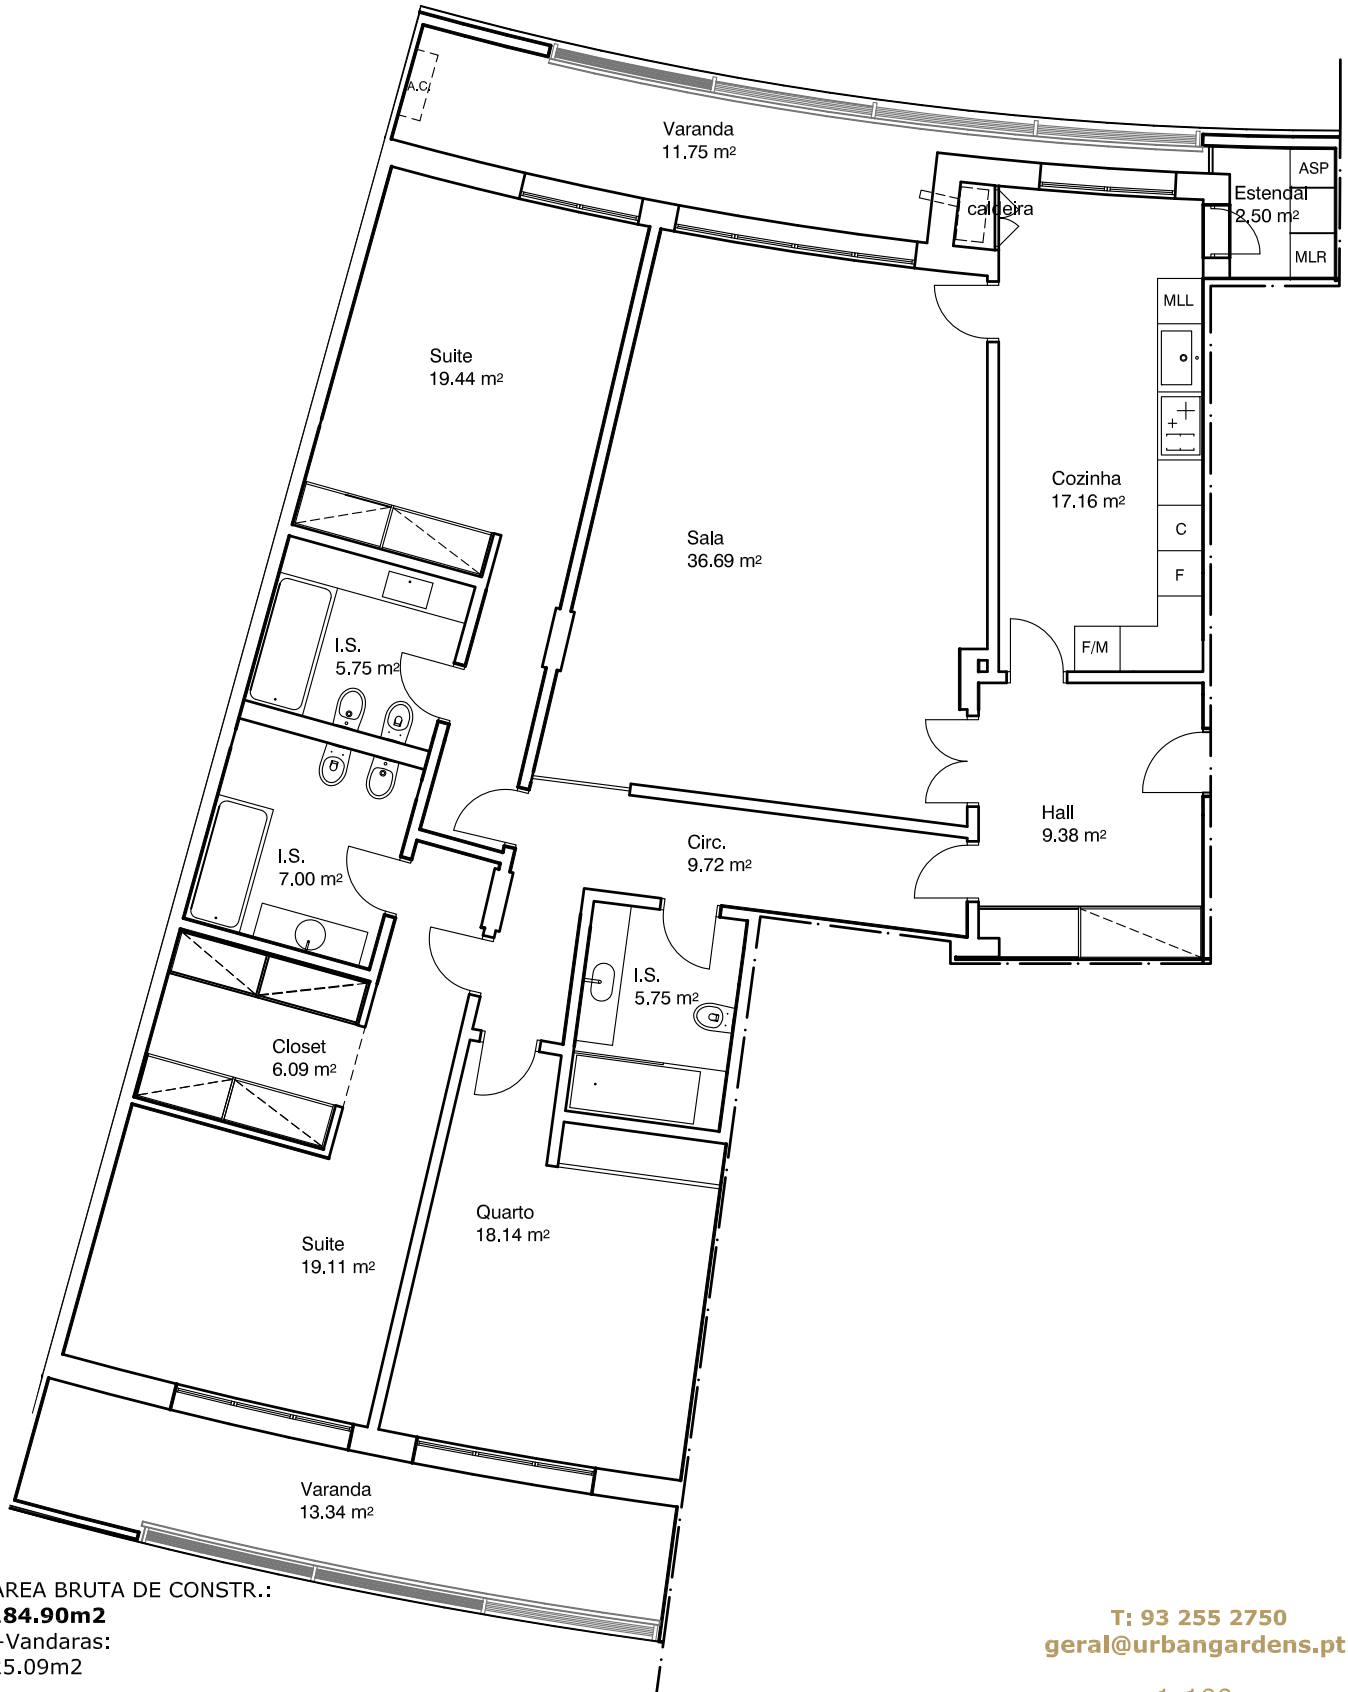 A.C.
Varanda
11.75 m²
ASP
Estendal
2.50 m²
MLR
caldeira
MLL
Suite
19.44 m²
Cozinha
17.16 m²
Sala
36.69 m²
C
F
F/M
I.S.
5.75 m²
Hall
9.38 m²
Circ.
9.72 m²
I.S.
7.00 m²
I.S.
5.75 m²
Closet
6.09 m²
Quarto
18.14 m²
Suite
19.11 m²
Varanda
13.34 m²
AREA BRUTA DE CONSTR.:
84.90m2
+Vandaras:
25.09m2
T: 93 255 2750
geral@urbangardens.pt